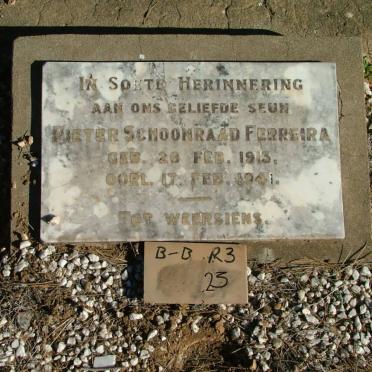 IN SOETE HERINNERING
AAN ONS GELIEFDE SEUN
PIETER SCHOONRAAD FERREIRA
GEB. 28 FEB. 1913.
OORL. 17 FEB. 1941.
TOT WEERSIENS.
B-B R3
25